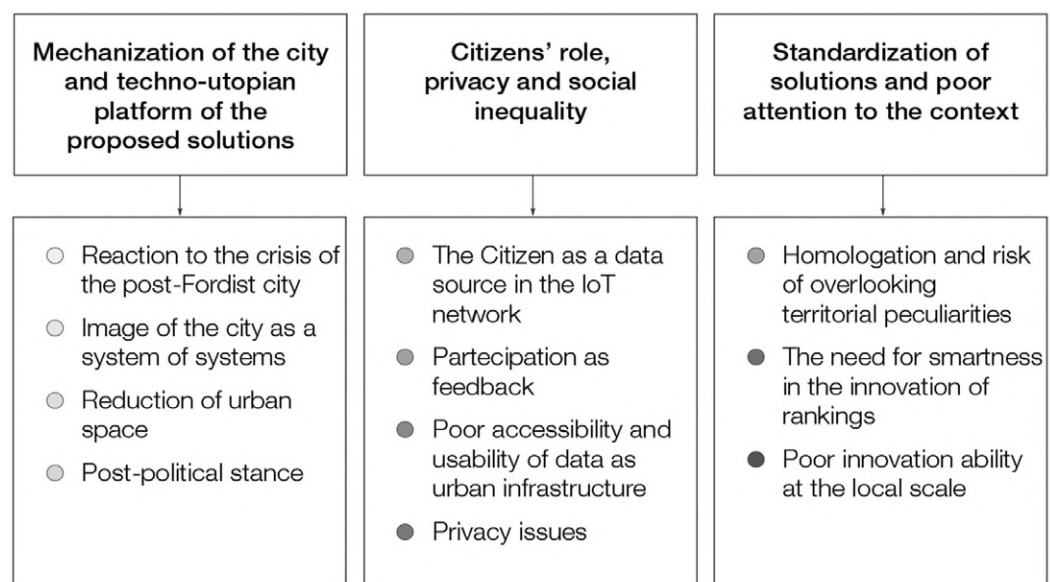 Mechanization of the city
and techno-utopian
platform of the
proposed solutions
Reaction to the crisis of
the post-Fordist city
Image of the city as a
system of systems
Reduction of urban
space
Post-political stance
Citizens’ role,
privacy and social
inequality
The Citizen as a data
source in the IoT
network
Partecipation as
feedback
Poor accessibility and
usability of data as
urban infrastructure
Privacy issues
Standardization of
solutions and poor
attention to the context
Homologation and risk
of overlooking
territorial peculiarities
The need for smartness
in the innovation of
rankings
Poor innovation ability
at the local scale